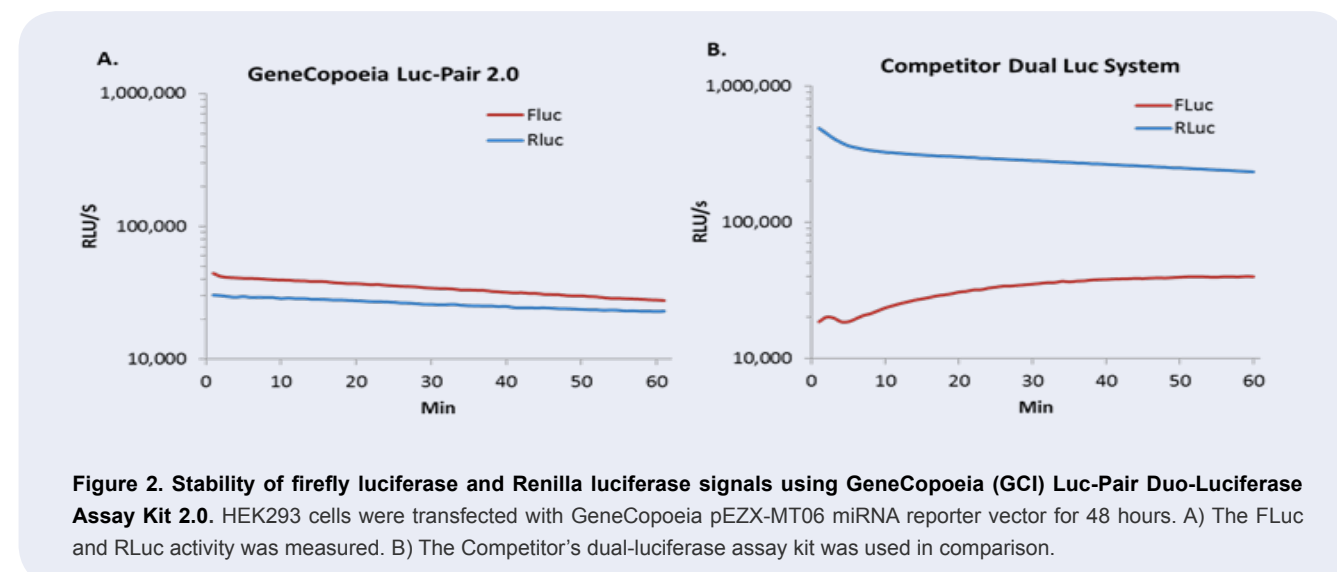 A.
GeneCopoeia Luc-Pair 2.0
1,000,000
Fluc
Rluc
RLU/S
100,000
10,000
0 10 20 30 40 50 60
Min
B.
Competitor Dual Luc System
1,000,000
FLuc
RLuc
RLU/s
100,000
10,000
0 10 20 30 40 50 60
Min
Figure 2. Stability of firefly luciferase and Renilla luciferase signals using GeneCopoeia (GCI) Luc-Pair Duo-Luciferase
Assay Kit 2.0. HEK293 cells were transfected with GeneCopoeia pEZX-MT06 miRNA reporter vector for 48 hours. A) The FLuc
and RLuc activity was measured. B) The Competitor's dual-luciferase assay kit was used in comparison.